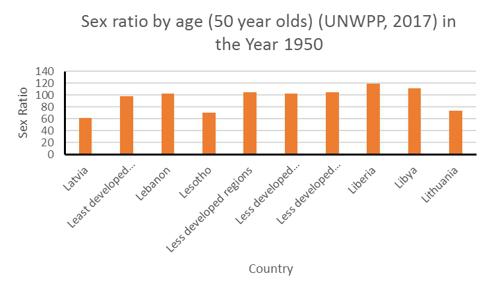 Sex ratio by age (50 year olds) (UNWPP, 2017) in
the Year 1950
140
120
100
80
60
40
20
0
Sex Ratio
Latvia
Least developed...
Lebanon
Lesotho
Less developed regions
Less developed...
Less developed...
Liberia
Libya
Lithuania
Country